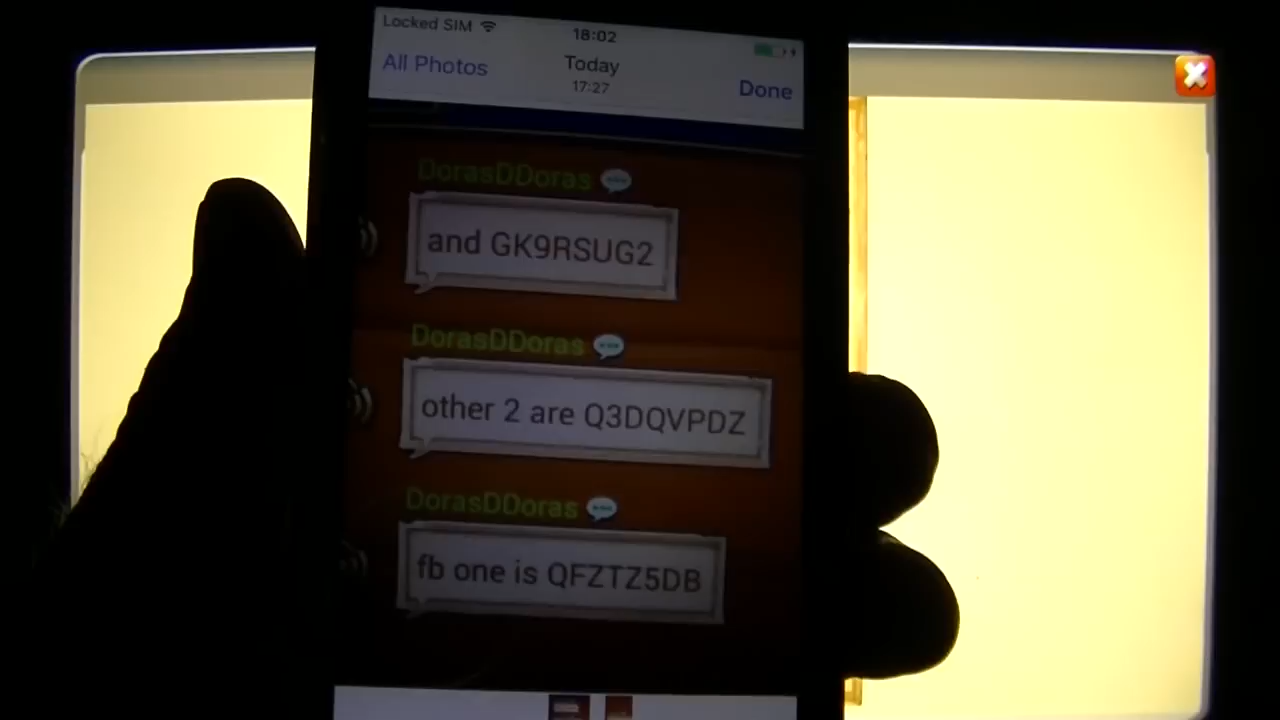 Locked SIM
18:02
All Photos
Today
17:27
Done
DorasDDoras
and GK9RSUG2
DorasDDoras
other 2 are Q3DQVPDZ
DorasDDoras
fb one is QFZTZ5DB